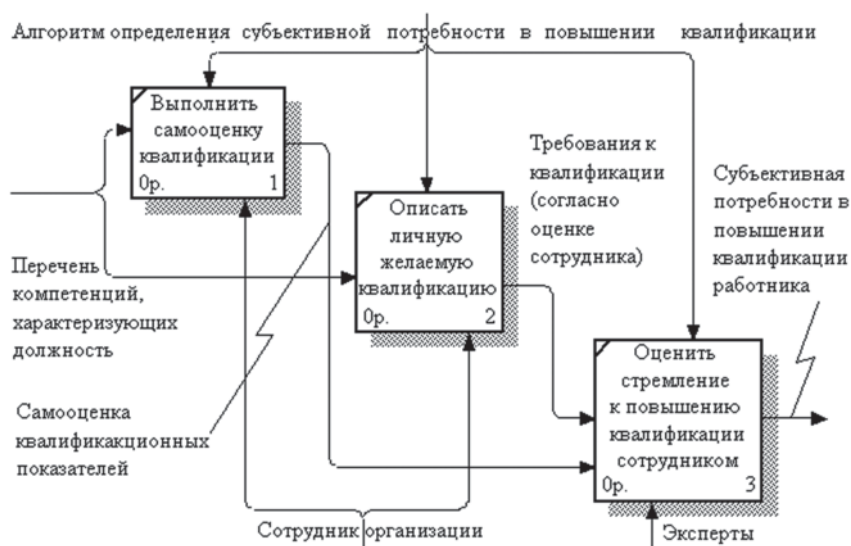 Алгоритм определения субъективной потребности в повышении квалификации
Выполнить
самооценку
квалификации
0р. 1
Требования к
квалификации
(согласно
оценке
сотрудника)
Субъективная
потребности в
повышении
квалификации
работника
Описать
личную
желаемую
квалификацию
0р. 2
Перечень
компетенций,
характеризующих
должность
Оценить
стремление
к повышению
квалификации
сотрудником
0р. 3
Самооценка
квалификакционных
показателей
Сотрудник организации
Эксперты